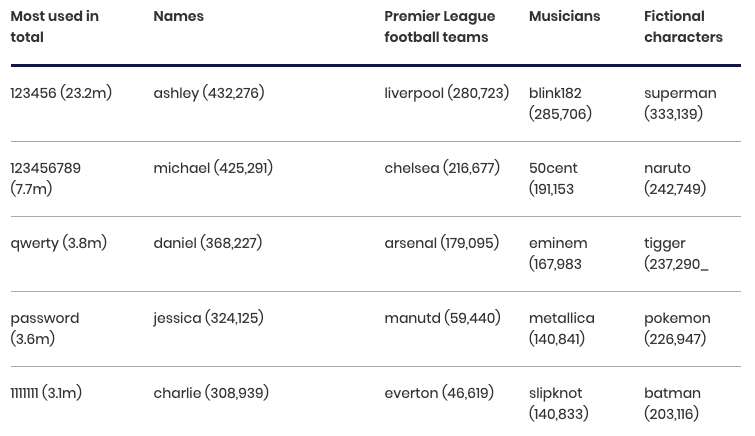 Most used in
total
Names
Premier League
football teams
Musicians
Fictional
characters
123456 (23.2m)
ashley (432,276)
liverpool (280,723)
blink182
(285,706)
superman
(333,139)
123456789
(7.7m)
michael (425,291)
chelsea (216,677)
50cent
(191,153
naruto
(242,749)
qwerty (3.8m)
daniel (368,227)
arsenal (179,095)
eminem
(167,983
tigger
(237,290_
password
(3.6m)
jessica (324,125)
manutd (59,440)
metallica
(140,841)
pokemon
(226,947)
1111111 (3.1m)
charlie (308,939)
everton (46,619)
slipknot
(140,833)
batman
(203,116)